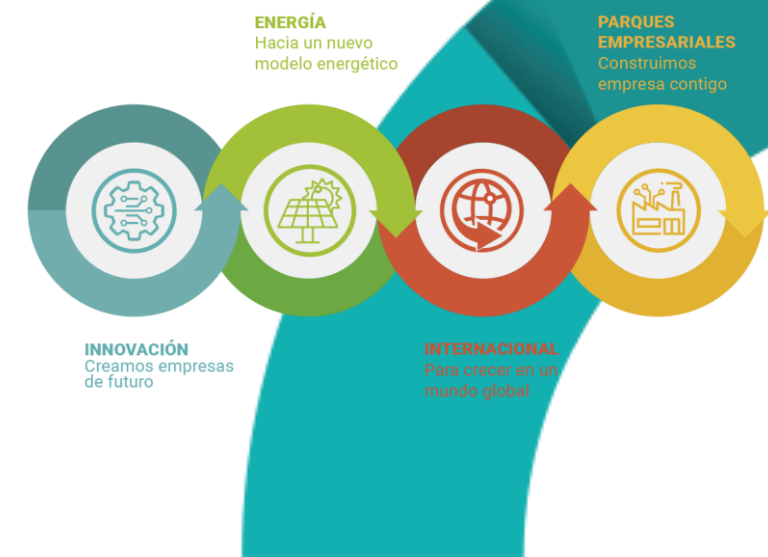 ENERGÍA
Hacia un nuevo
modelo energético
PARQUES
EMPRESARIALES
Construimos
empresa contigo
INNOVACIÓN
Creamos empresas
de futuro
INTERNACIONAL
Para crecer en un
mundo global